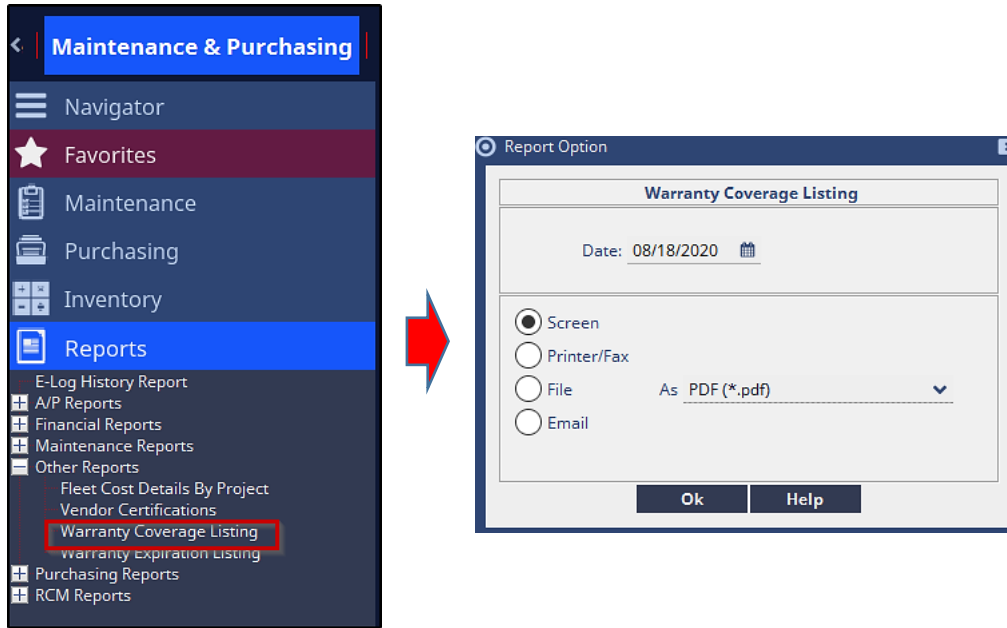 Maintenance & Purchasing
Navigator
Favorites
Maintenance
Purchasing
Inventory
Reports
E-Log History Report
A/P Reports
Financial Reports
Maintenance Reports
Other Reports
Fleet Cost Details By Project
Vendor Certifications
Warranty Coverage Listing
Warranty Expiration Listing
Purchasing Reports
RCM Reports
Report Option
Warranty Coverage Listing
Date: 08/18/2020
Screen
Printer/Fax
File As PDF (*.pdf)
Email
Ok Help